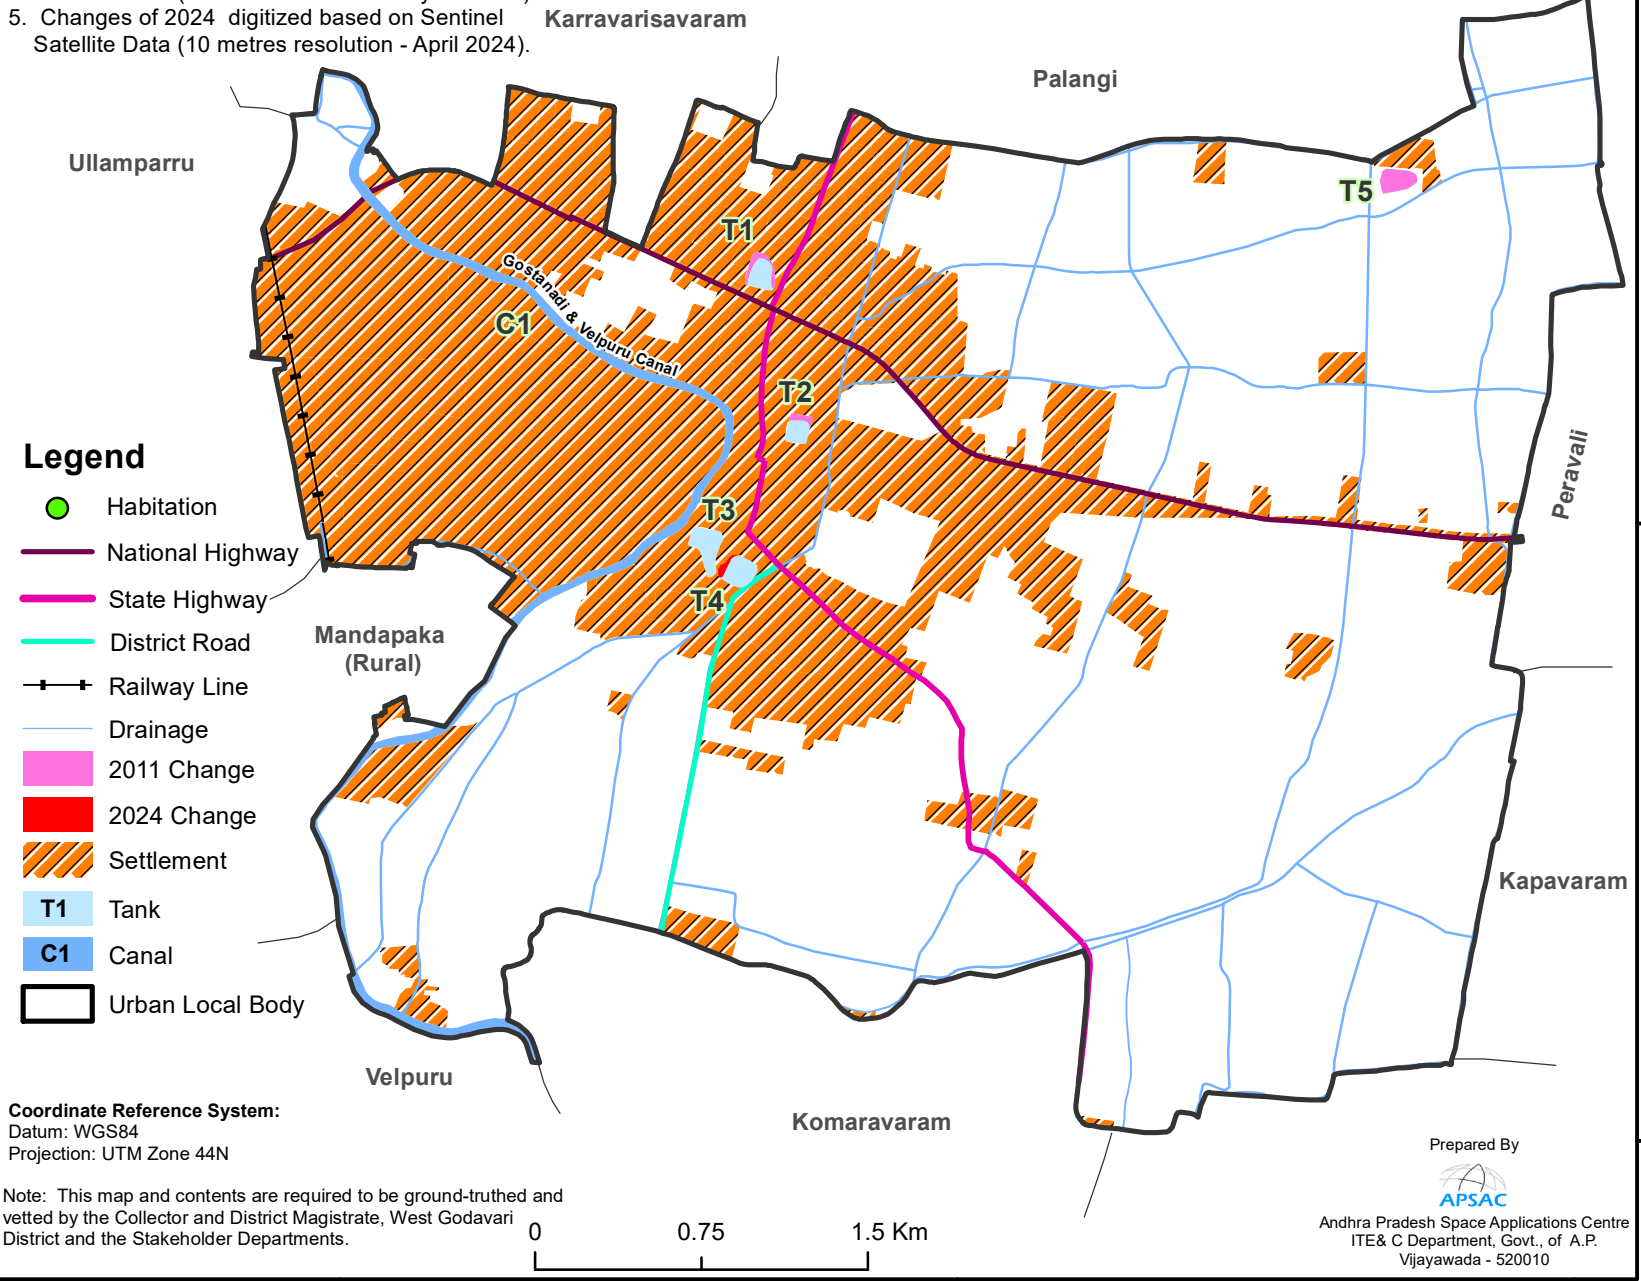 5. Changes of 2024 digitized based on Sentinel
Satellite Data (10 metres resolution - April 2024).
Karravarisavaram
Palangi
Ullamparru
T1
T5
Gostanadi & Velpuru Canal
C1
T2
Peravali
T3
T4
Legend
Habitation
National Highway
State Highway
District Road
Railway Line
Drainage
2011 Change
2024 Change
Settlement
T1 Tank
C1 Canal
Urban Local Body
Mandapaka
(Rural)
Kapavaram
Velpuru
Komaravaram
Coordinate Reference System:
Datum: WGS84
Projection: UTM Zone 44N
Note: This map and contents are required to be ground-truthed and
vetted by the Collector and District Magistrate, West Godavari
District and the Stakeholder Departments.
0 0.75 1.5 Km
Prepared By
APSAC
Andhra Pradesh Space Applications Centre
ITE& C Department, Govt., of A.P.
Vijayawada - 520010